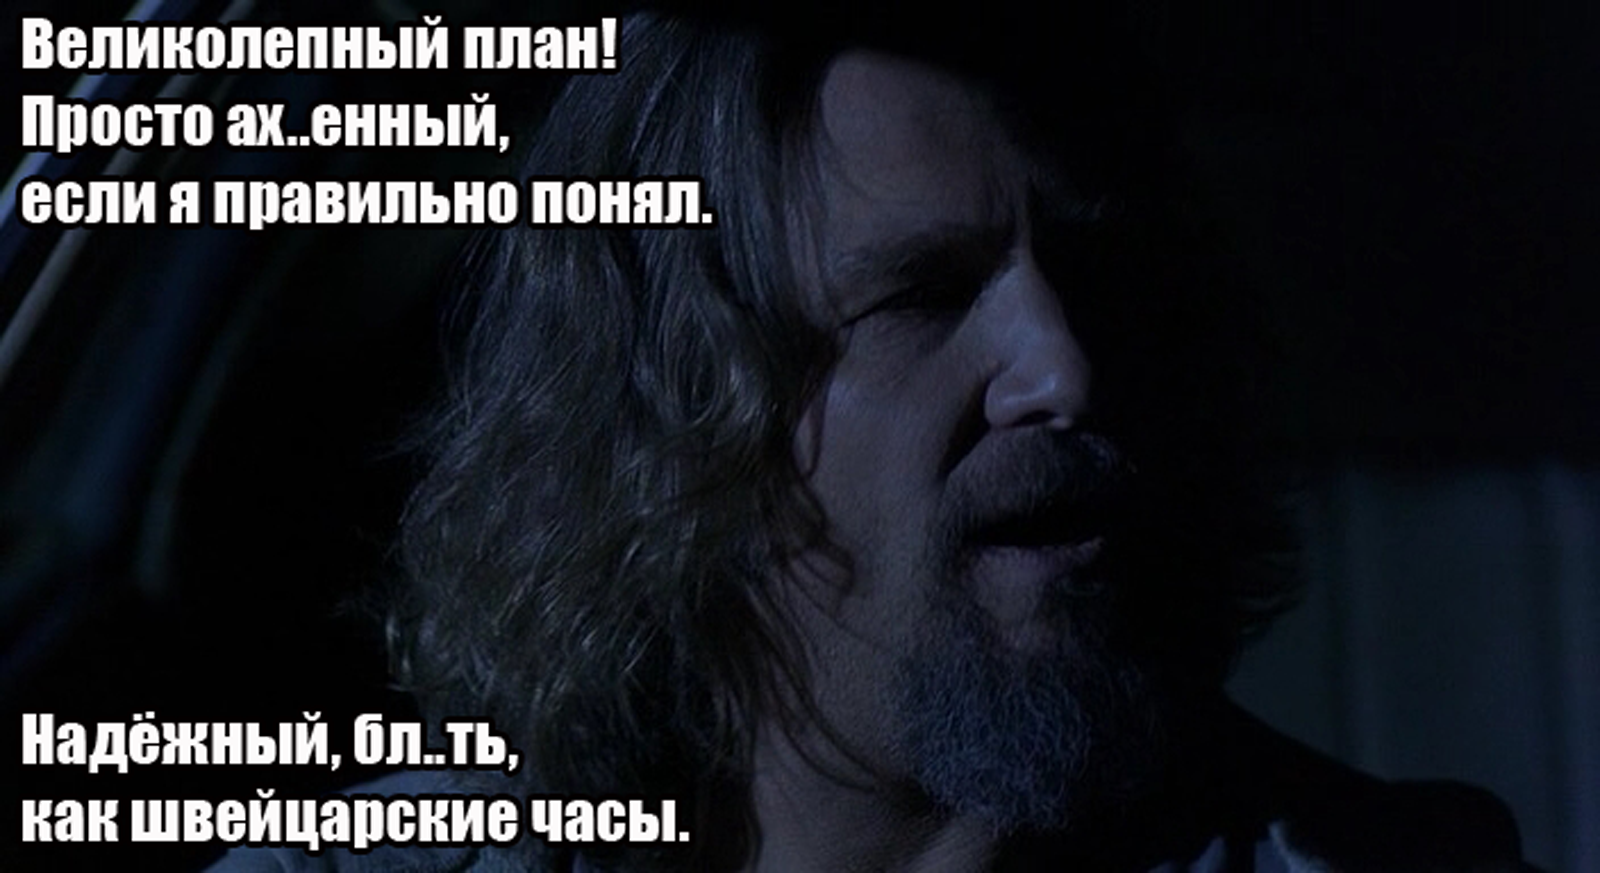 Великолепный план!
Просто ах..енный,
если я правильно понял.
Надёжный, бл..ть,
как швейцарские часы.